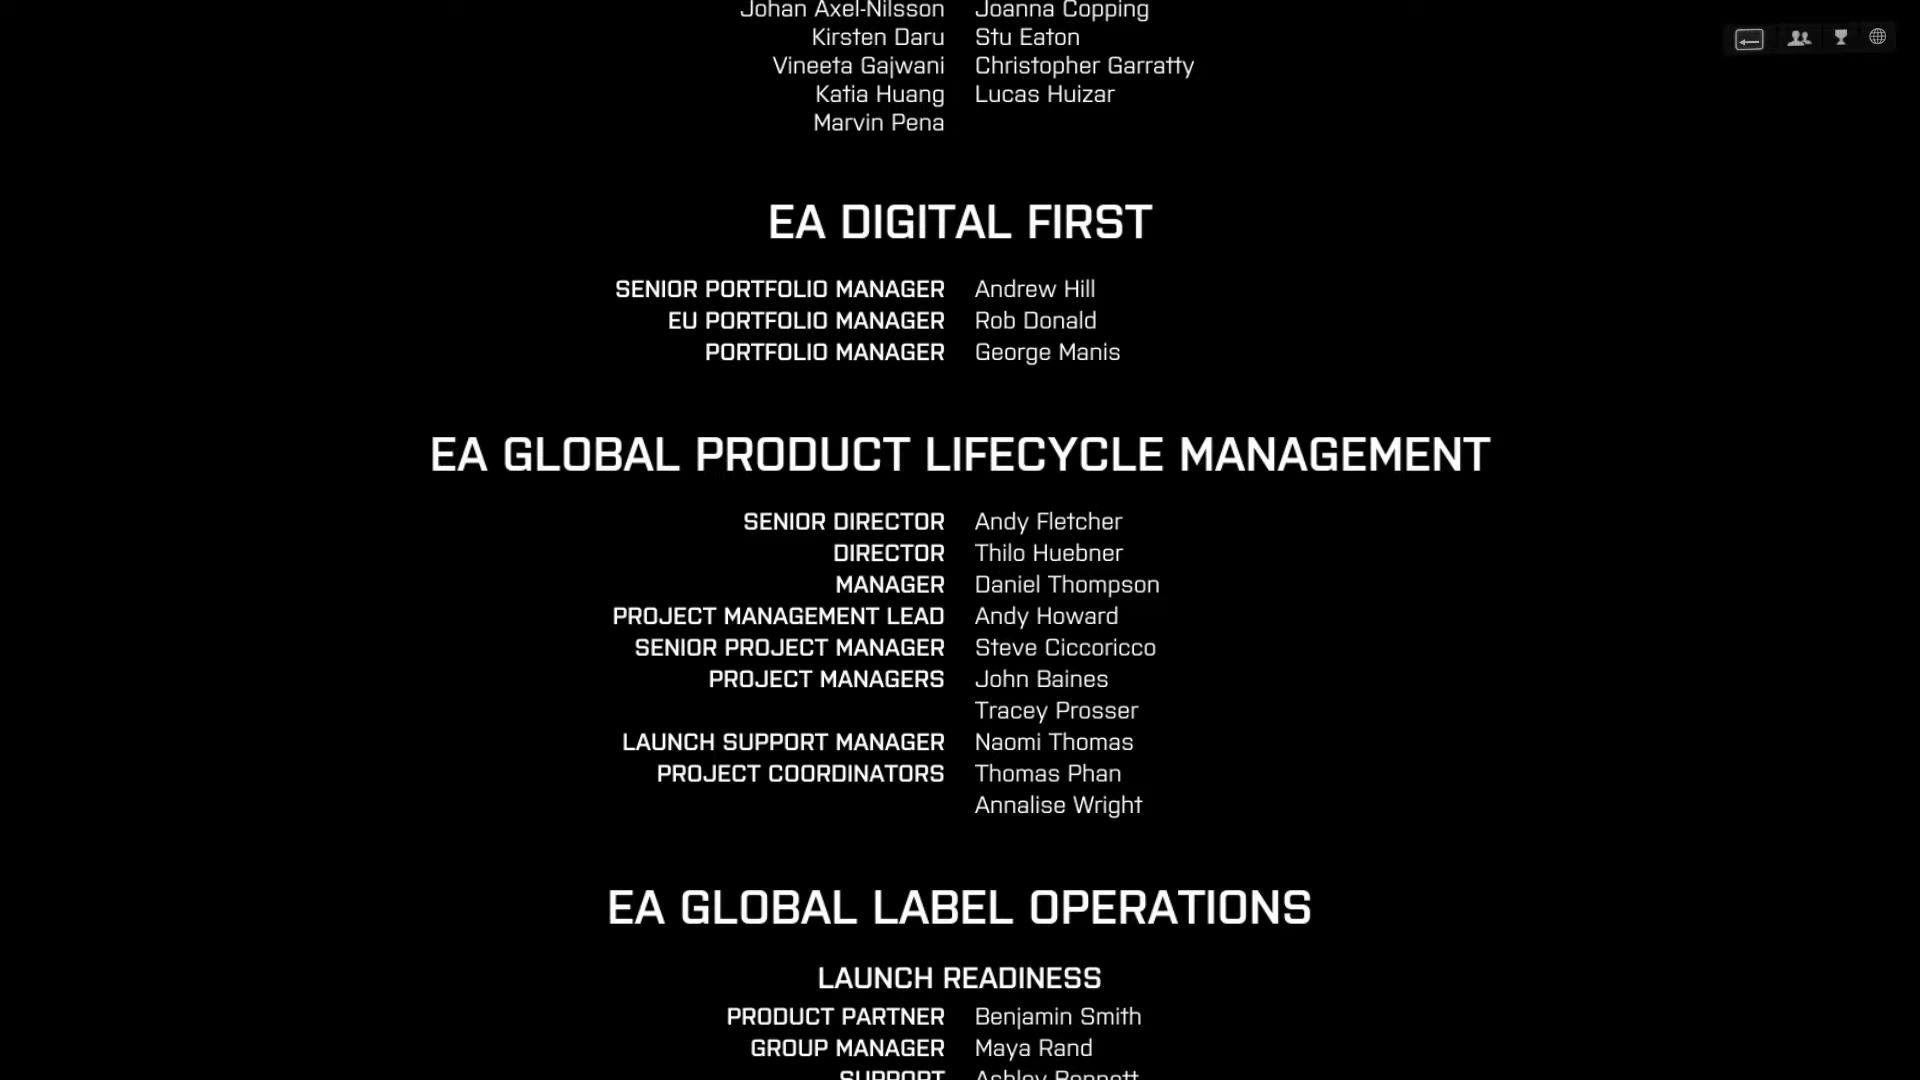 Johan Axel-Nilsson Joanna Copping
Kirsten Daru Stu Eaton
Vineeta Gajwani Christopher Garratty
Katia Huang Lucas Huizar
Marvin Pena
EA DIGITAL FIRST
SENIOR PORTFOLIO MANAGER Andrew Hill
EU PORTFOLIO MANAGER Rob Donald
PORTFOLIO MANAGER George Manis
EA GLOBAL PRODUCT LIFECYCLE MANAGEMENT
SENIOR DIRECTOR Andy Fletcher
DIRECTOR Thilo Huebner
MANAGER Daniel Thompson
PROJECT MANAGEMENT LEAD Andy Howard
SENIOR PROJECT MANAGER Steve Ciccoricco
PROJECT MANAGERS John Baines
Tracey Prosser
LAUNCH SUPPORT MANAGER Naomi Thomas
PROJECT COORDINATORS Thomas Phan
Annalise Wright
EA GLOBAL LABEL OPERATIONS
LAUNCH READINESS
PRODUCT PARTNER Benjamin Smith
GROUP MANAGER Maya Rand
SUPPORT Ashley Bennett